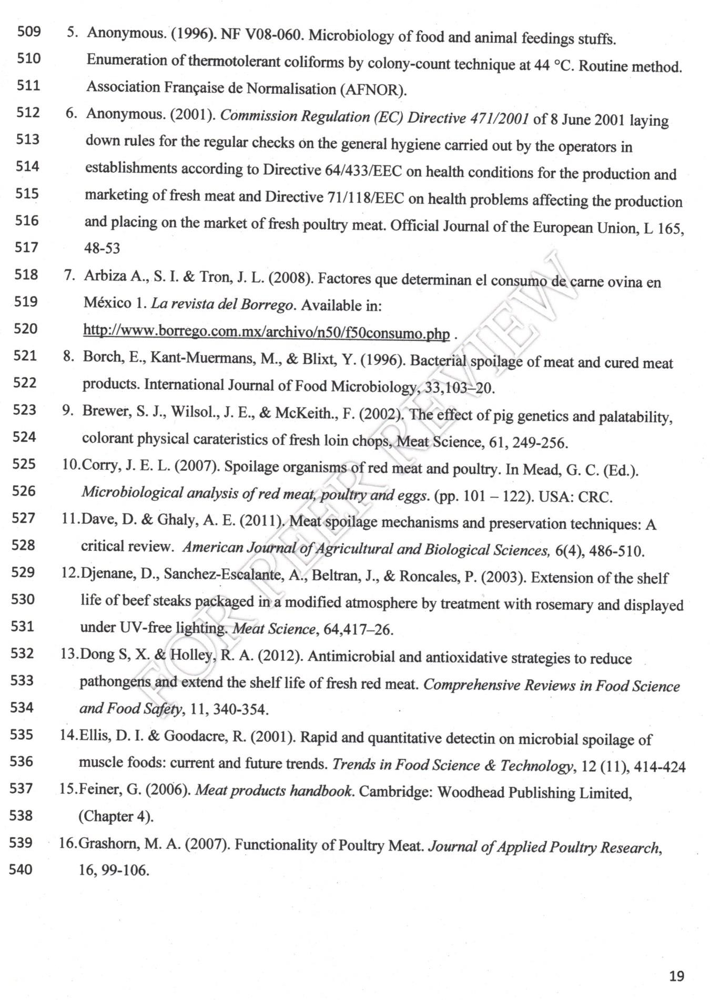 509 5. Anonymous. (1996). NF V08-060. Microbiology of food and animal feedings stuffs.
510 Enumeration of thermotolerant coliforms by colony-count technique at 44 °C. Routine method.
511 Association Française de Normalisation (AFNOR).
512 6. Anonymous. (2001). Commission Regulation (EC) Directive 471/2001 of 8 June 2001 laying
513 down rules for the regular checks on the general hygiene carried out by the operators in
514 establishments according to Directive 64/433/EEC on health conditions for the production and
515 marketing of fresh meat and Directive 71/118/EEC on health problems affecting the production
516 and placing on the market of fresh poultry meat. Official Journal of the European Union, L 165,
517 48-53
518 7. Arbiza A., S. I. & Tron, J. L. (2008). Factores que determinan el consumo de carne ovina en
519 México 1. La revista del Borrego. Available in:
520 http://www.borrego.com.mx/archivo/n50/f50consumo.php .
521 8. Borch, E., Kant-Muermans, M., & Blixt, Y. (1996). Bacterial spoilage of meat and cured meat
522 products. International Journal of Food Microbiology, 33,103–20.
523 9. Brewer, S. J., Wilsol., J. E., & McKeith., F. (2002). The effect of pig genetics and palatability,
524 colorant physical carateristics of fresh loin chops, Meat Science, 61, 249-256.
525 10.Corry, J. E. L. (2007). Spoilage organisms of red meat and poultry. In Mead, G. C. (Ed.).
526 Microbiological analysis of red meat, poultry and eggs. (pp. 101 – 122). USA: CRC.
527 11.Dave, D. & Ghaly, A. E. (2011). Meat spoilage mechanisms and preservation techniques: A
528 critical review. American Journal of Agricultural and Biological Sciences, 6(4), 486-510.
529 12.Djenane, D., Sanchez-Escalante, A., Beltran, J., & Roncales, P. (2003). Extension of the shelf
530 life of beef steaks packaged in a modified atmosphere by treatment with rosemary and displayed
531 under UV-free lighting. Meat Science, 64,417–26.
532 13.Dong S, X. & Holley, R. A. (2012). Antimicrobial and antioxidative strategies to reduce
533 pathongens and extend the shelf life of fresh red meat. Comprehensive Reviews in Food Science
534 and Food Safety, 11, 340-354.
535 14.Ellis, D. I. & Goodacre, R. (2001). Rapid and quantitative detectin on microbial spoilage of
536 muscle foods: current and future trends. Trends in Food Science & Technology, 12 (11), 414-424
537 15.Feiner, G. (2006). Meat products handbook. Cambridge: Woodhead Publishing Limited,
538 (Chapter 4).
539 16.Grashorn, M. A. (2007). Functionality of Poultry Meat. Journal of Applied Poultry Research,
540 16, 99-106.
FOR PEER REVIEW
19